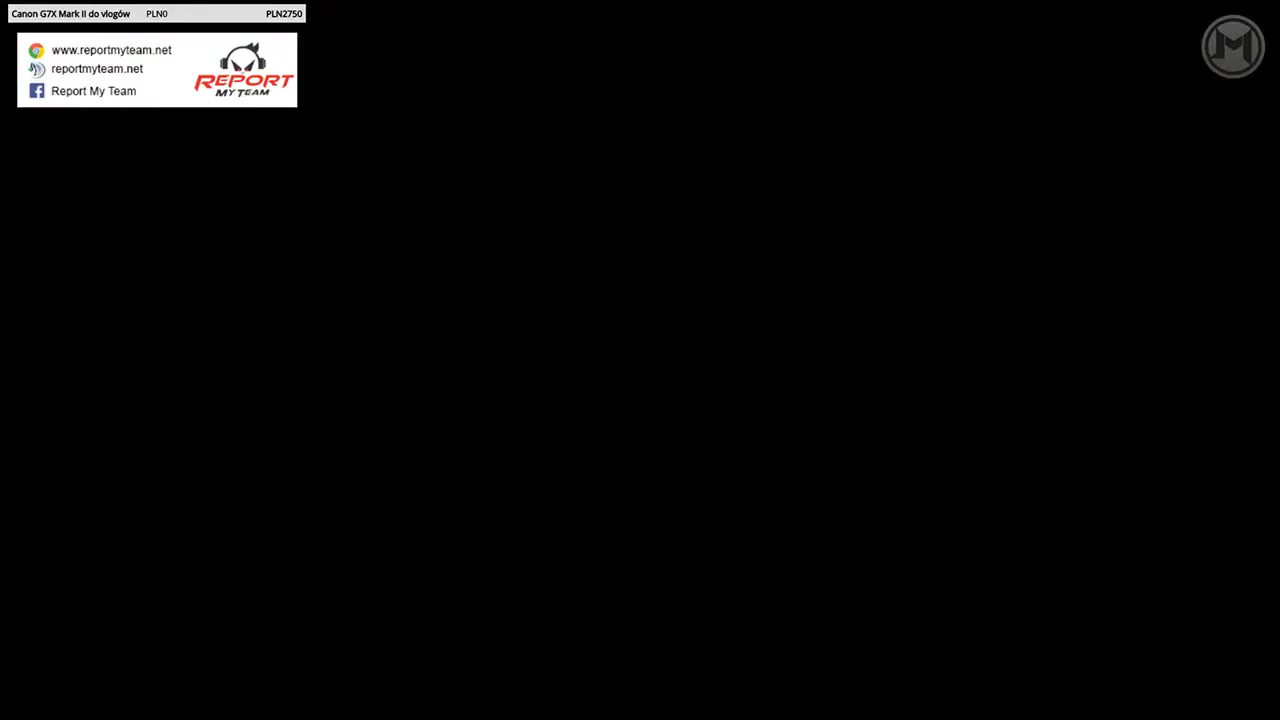 Canon G7X Mark II do vlogów PLN0 PLN2750
www.reportmyteam.net
reportmyteam.net
Report My Team
REPORT
MY TEAM